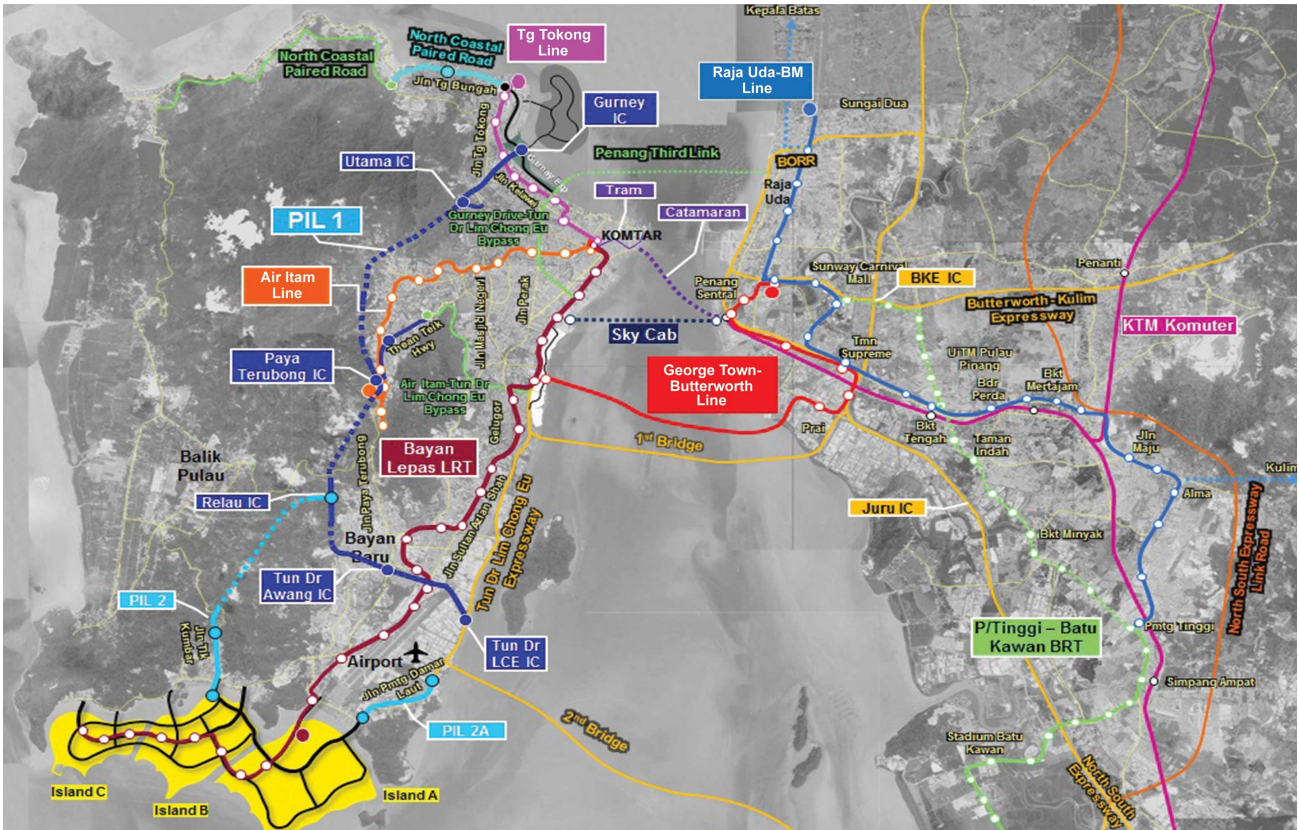 Kepala Batas
North Coastal
Paired Road
Tg Tokong
Line
North Coastal
Paired Road
Jln Tg Bungah
Raja Uda-BM
Line
Gurney
IC
Sungai Dua
Jln Tg Tokong
Utama IC
Penang Third Link
BORR
Gurney Exp
Jln Kelawei
Tram
Raja
Uda
PIL 1
Gurney Drive-Tun
Dr Lim Chong Eu
Bypass
Catamaran
KOMTAR
Penanti
Air Itam
Line
Jln Masjid Negeri
Jln Perak
Penang
Sentral
Sunway Carnival
Mall
BKE IC
Butterworth - Kulim
Expressway
Sky Cab
KTM Komuter
Thean Teik
Hwy
Tmn
Supreme
Paya
Terubong IC
George Town-
Butterworth
Line
UiTM Pulau
Pinang
Bkt
Mertajam
Bdr
Perda
Air Itam-Tun Dr
Lim Chong Eu
Bypass
Gelugor
Prai
Bkt
Tengah
Taman
Indah
Jln
Maju
1st Bridge
Bayan
Lepas LRT
Balik
Pulau
Jln Paya Terubong
Relau IC
Kulim
Alma
Juru IC
Jln Sultan Azlan Shah
Tun Dr Lim Chong Eu
Expressway
Bayan
Baru
Bkt Minyak
North South Expressway
Link Road
Tun Dr
Awang IC
PIL 2
Jln Tlk
Kumbar
P/Tinggi – Batu
Kawan BRT
Pmtg Tinggi
Airport
Tun Dr
LCE IC
Jln Pmtg Damar
Laut
Simpang Ampat
PIL 2A
2nd Bridge
Stadium Batu
Kawan
North South
Expressway
Island C
Island B
Island A